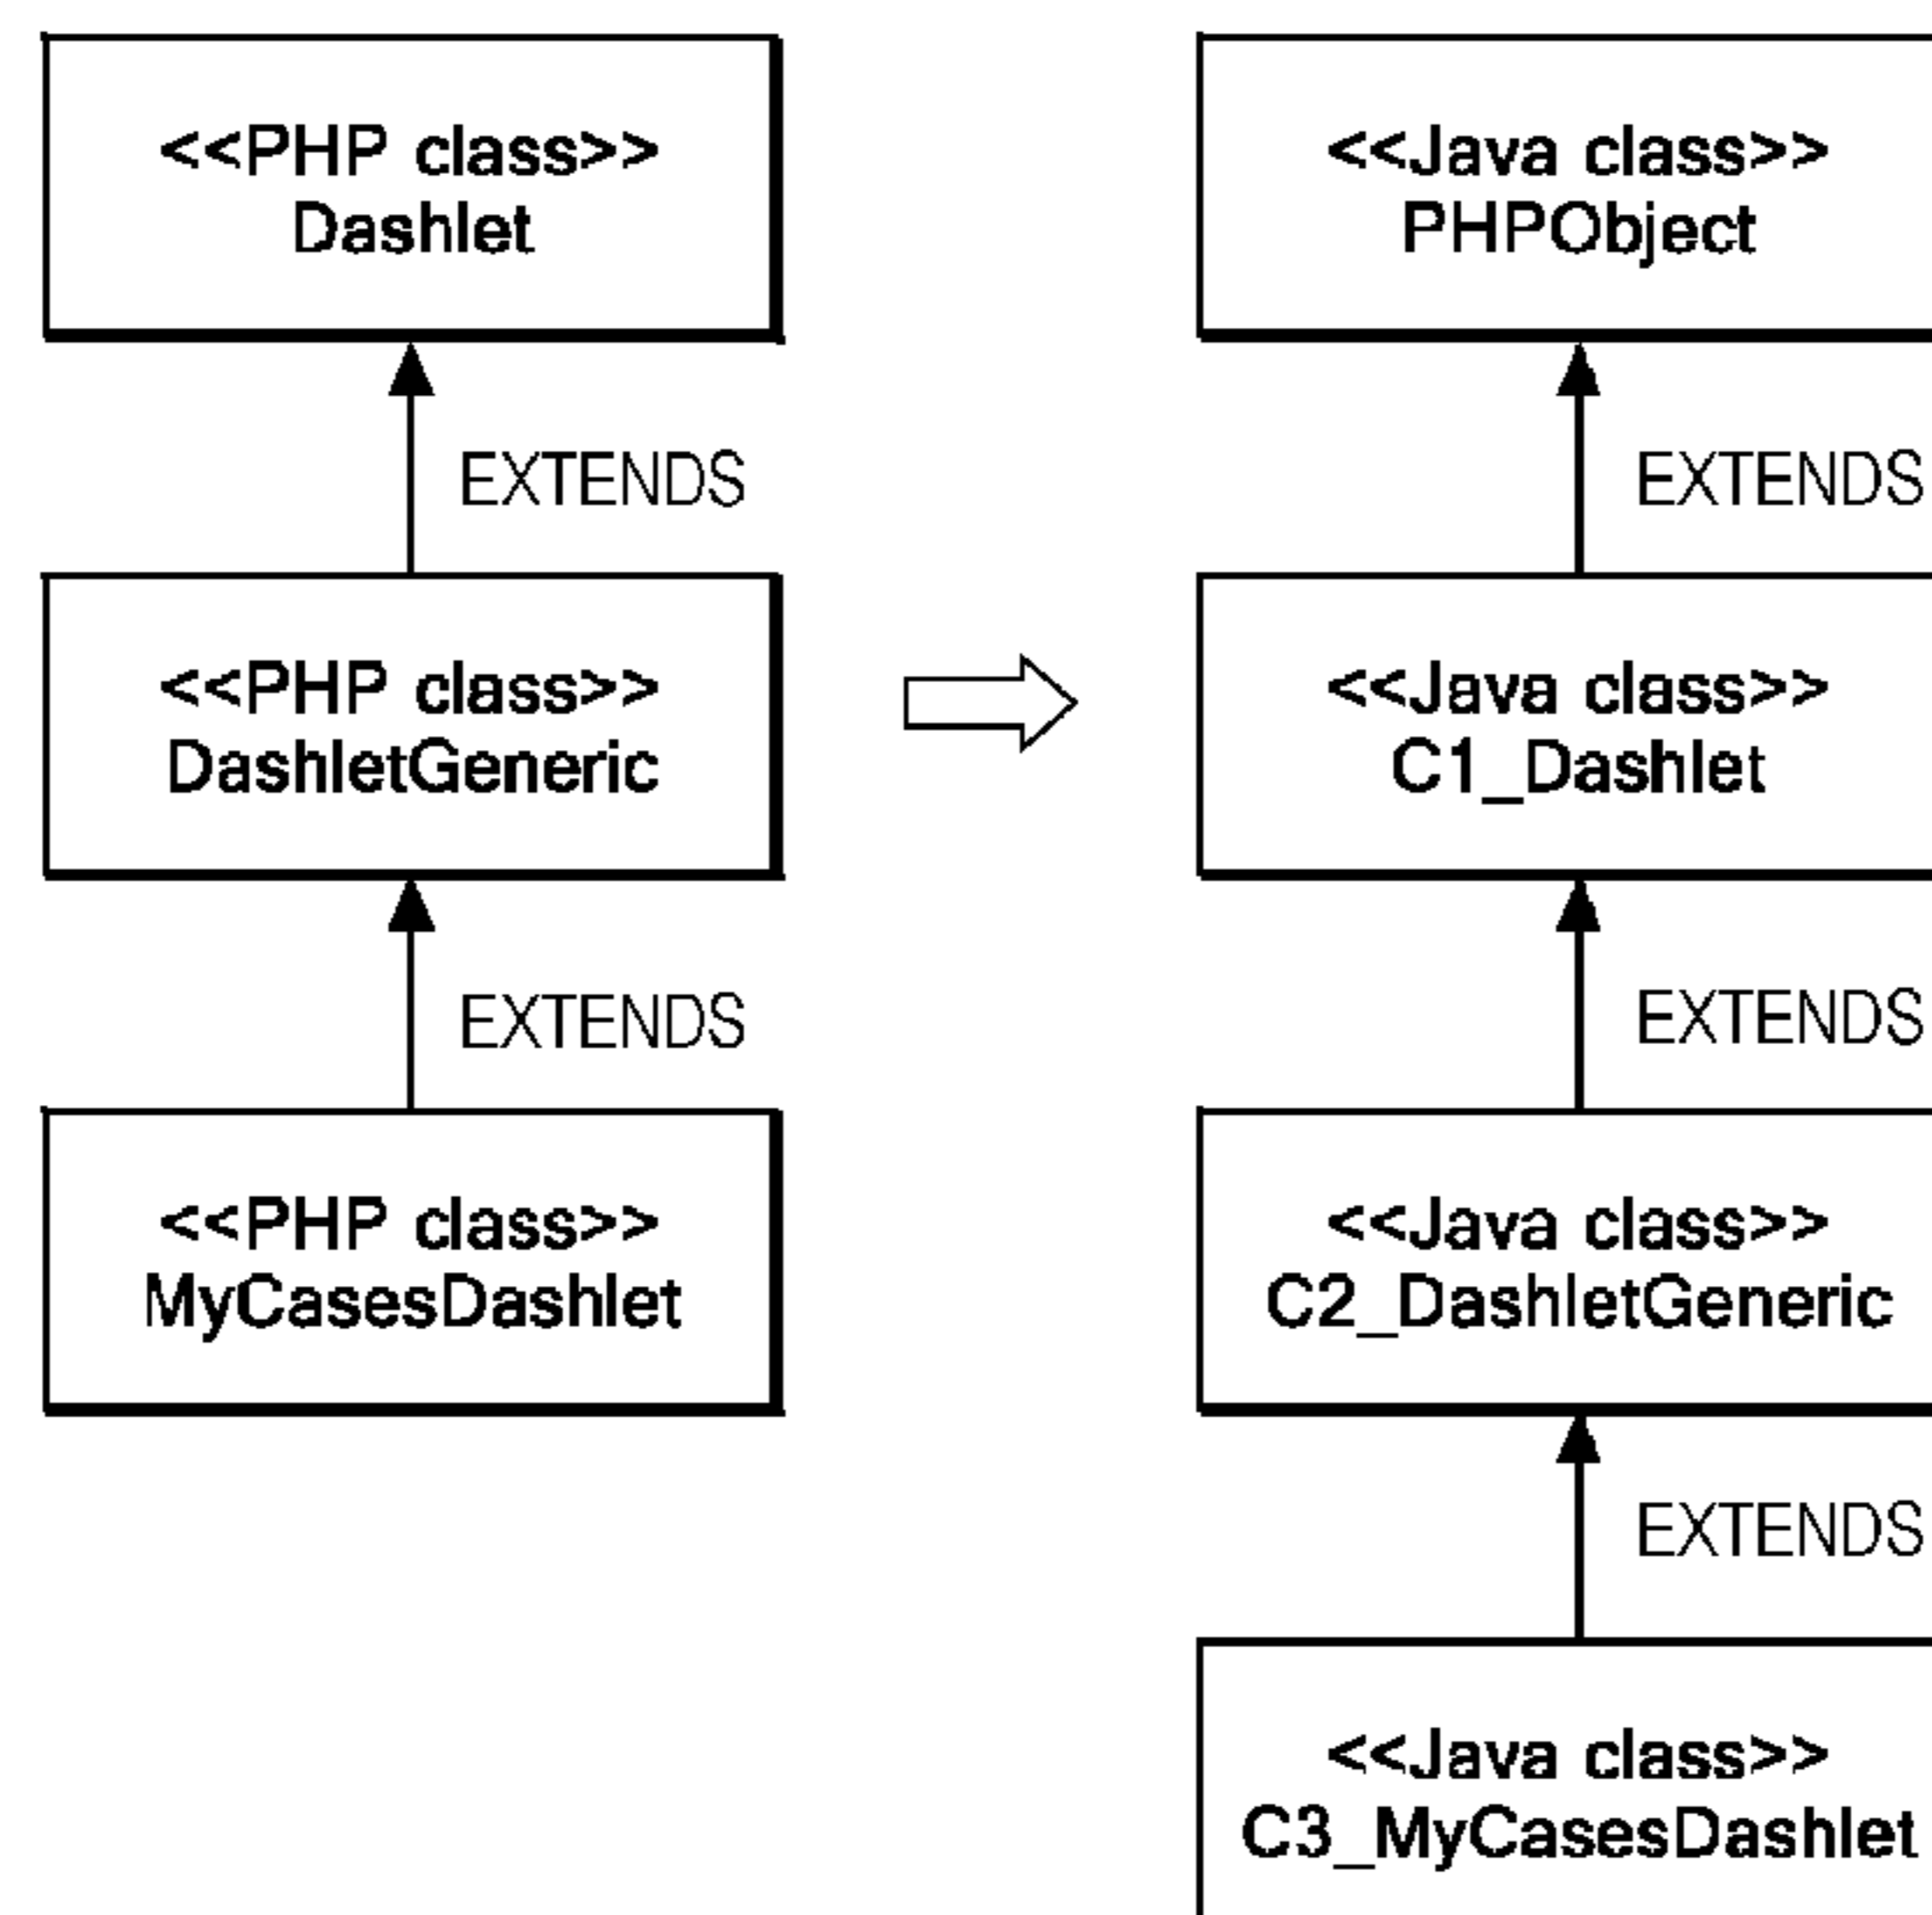 <<PHP class>>
Dashlet
EXTENDS
<<PHP class>>
DashletGeneric
EXTENDS
<<PHP class>>
MyCasesDashlet
<<Java class>>
PHPObject
EXTENDS
<<Java class>>
C1_Dashlet
EXTENDS
<<Java class>>
C2_DashletGeneric
EXTENDS
<<Java class>>
C3_MyCasesDashlet